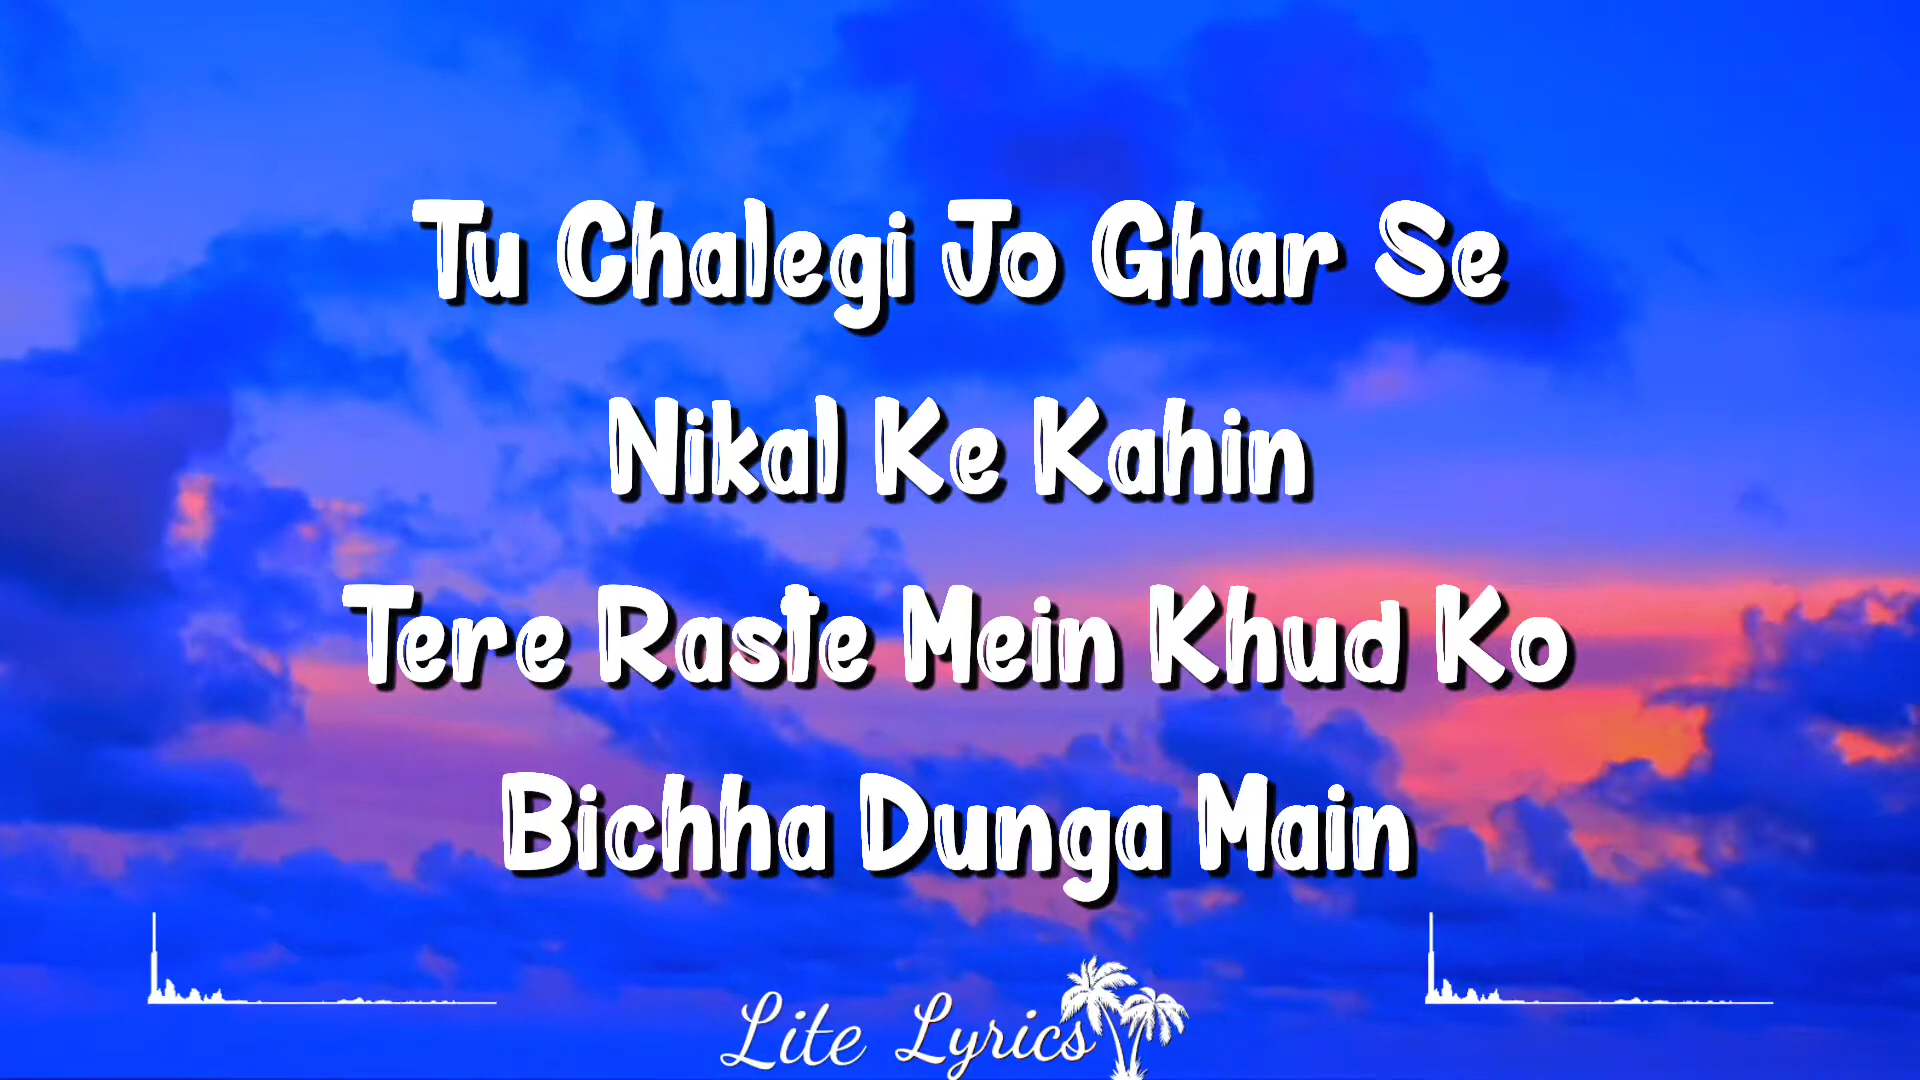 Tu Chalegi Jo Ghar Se
Nikal Ke Kahin
Tere Raste Mein Khud Ko
Bichha Dunga Main
Lite Lyrics